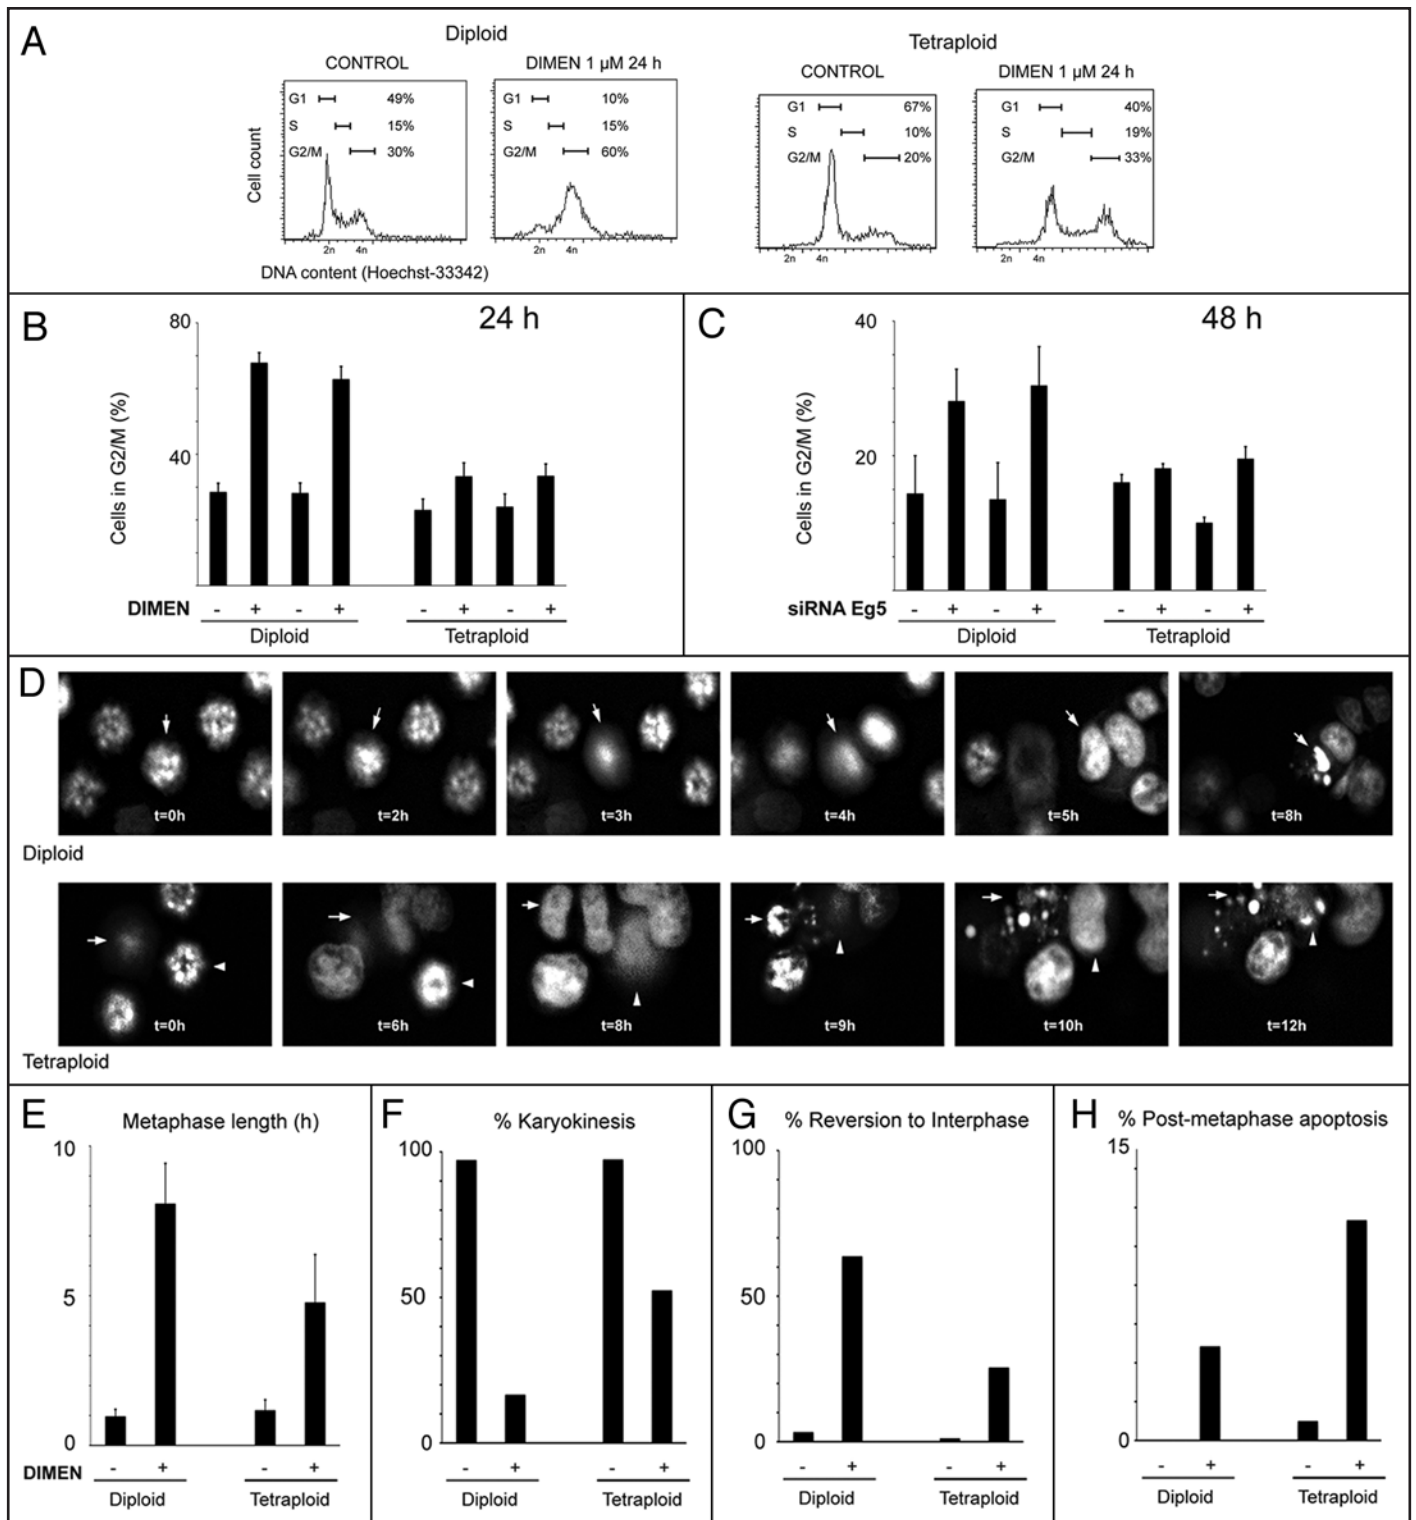 A
Diploid
Tetraploid
CONTROL
DIMEN 1 µM 24 h
CONTROL
DIMEN 1 µM 24 h
Cell count
G1 49%
S 15%
G2/M 30%
2n 4n
G1 10%
S 15%
G2/M 60%
2n 4n
G1 67%
S 10%
G2/M 20%
2n 4n
G1 40%
S 19%
G2/M 33%
2n 4n
DNA content (Hoechst-33342)
B
24 h
Cells in G2/M (%)
80
40
DIMEN - + - + - + - +
Diploid Tetraploid
C
48 h
Cells in G2/M (%)
40
20
siRNA Eg5 - + - + - + - +
Diploid Tetraploid
D
t=0h t=2h t=3h t=4h t=5h t=8h
Diploid
t=0h t=6h t=8h t=9h t=10h t=12h
Tetraploid
E
Metaphase length (h)
10
5
0
DIMEN - + - +
Diploid Tetraploid
F
% Karyokinesis
100
50
0
- + - +
Diploid Tetraploid
G
% Reversion to Interphase
100
50
0
- + - +
Diploid Tetraploid
H
% Post-metaphase apoptosis
15
0
- + - +
Diploid Tetraploid